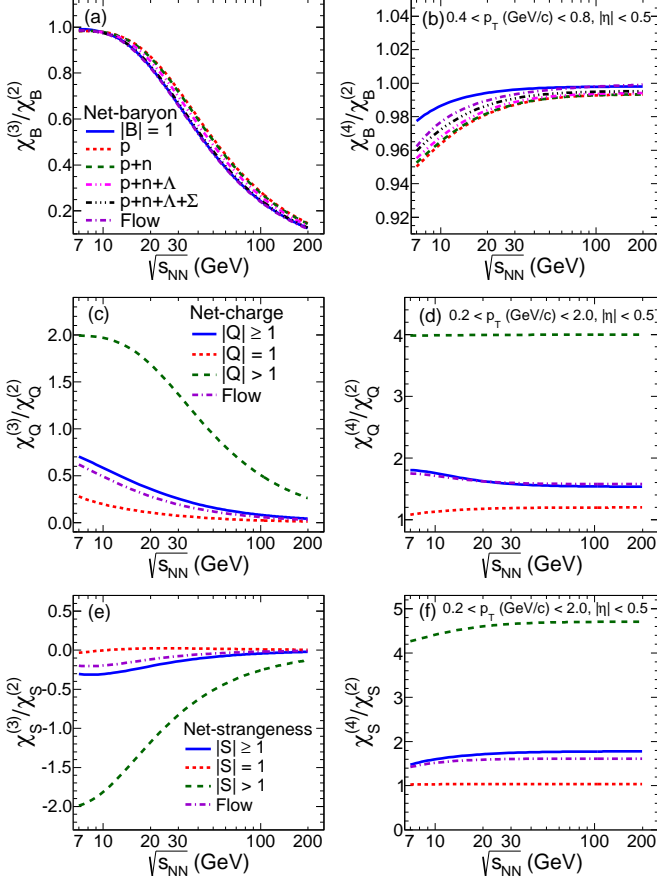 (a)
χ_B^(3)/χ_B^(2)
1.0
0.8
0.6
0.4
0.2
Net-baryon
|B| = 1
p
p+n
p+n+Λ
p+n+Λ+Σ
Flow
7 10 20 30 100 200
√s_NN (GeV)
(b) 0.4 < p_T (GeV/c) < 0.8, |η| < 0.5
χ_B^(4)/χ_B^(2)
1.04
1.02
1.00
0.98
0.96
0.94
0.92
7 10 20 30 100 200
√s_NN (GeV)
(c) Net-charge
χ_Q^(3)/χ_Q^(2)
2.0
1.5
1.0
0.5
0.0
|Q| ≥ 1
|Q| = 1
|Q| > 1
Flow
7 10 20 30 100 200
√s_NN (GeV)
(d) 0.2 < p_T (GeV/c) < 2.0, |η| < 0.5
χ_Q^(4)/χ_Q^(2)
4
3
2
1
7 10 20 30 100 200
√s_NN (GeV)
(e)
χ_S^(3)/χ_S^(2)
0.5
0.0
-0.5
-1.0
-1.5
-2.0
Net-strangeness
|S| ≥ 1
|S| = 1
|S| > 1
Flow
7 10 20 30 100 200
√s_NN (GeV)
(f) 0.2 < p_T (GeV/c) < 2.0, |η| < 0.5
χ_S^(4)/χ_S^(2)
5
4
3
2
1
0
7 10 20 30 100 200
√s_NN (GeV)